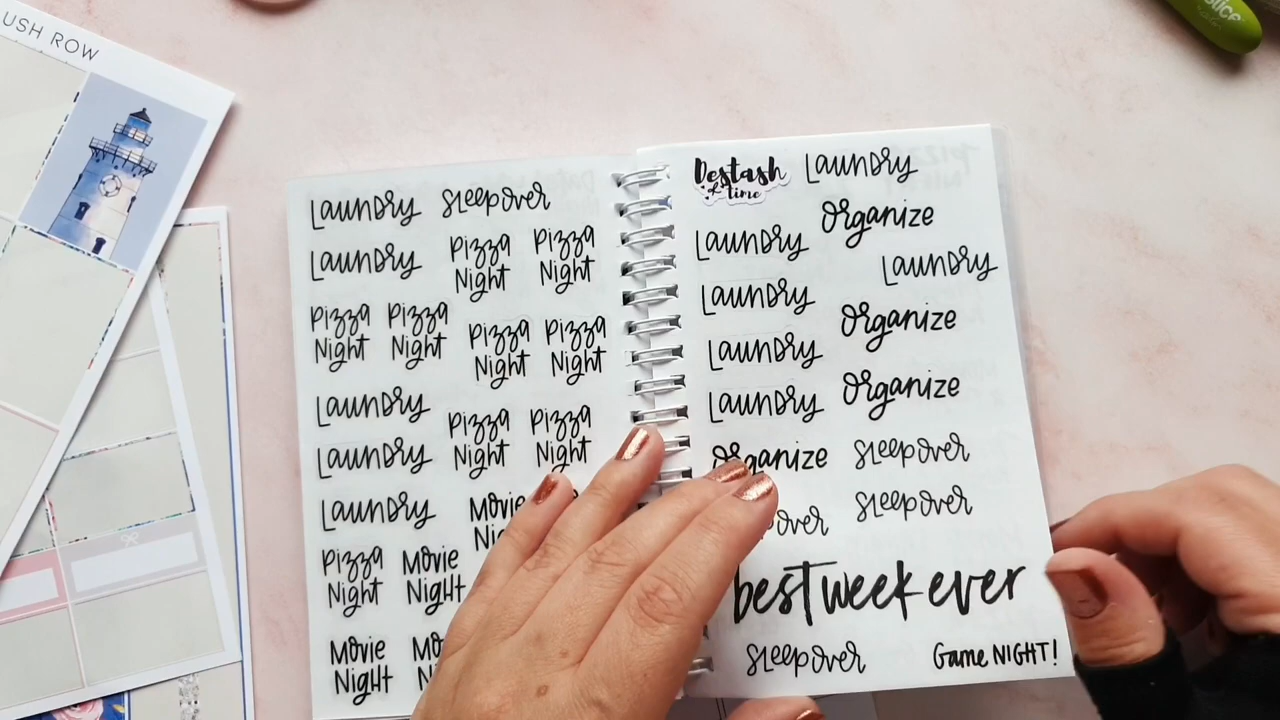 USH ROW
Laundry Sleepover
Laundry Pizza Night Pizza Night
Pizza Night Pizza Night Pizza Night Pizza Night
Laundry
Laundry Pizza Night Pizza Night
Laundry Movie
Pizza Night Movie Night
Movie Night
Destash & time Laundry
Organize
Laundry
Laundry
Laundry
Organize
Laundry
Organize
Laundry
Organize Sleepover
Sleepover
best week ever
Sleepover Game NIGHT!